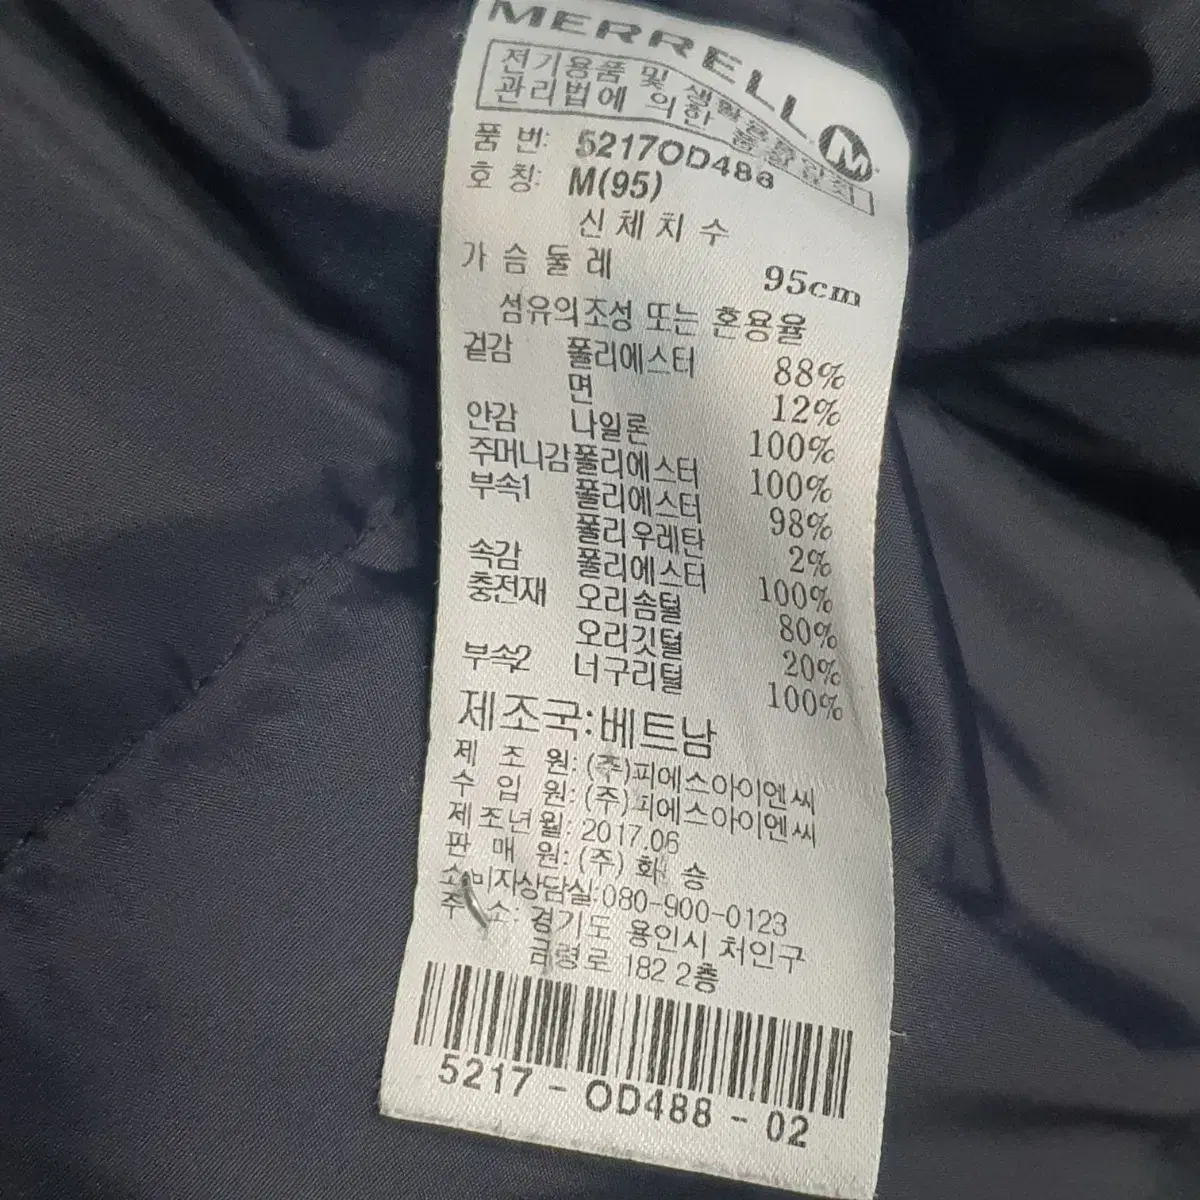 MERRELL M
전기용품 및 생활용품안전
관리법에 의한 품질표시
품 번: 5217OD488
호 칭: M(95)
신체치수
가슴둘레 95cm
섬유의조성 또는 혼용율
겉감 폴리에스터 88%
면 12%
안감 나일론 100%
주머니감 폴리에스터 100%
부속1 폴리에스터 98%
폴리우레탄 2%
속감 폴리에스터 100%
충전재 오리솜털 80%
오리깃털 20%
부속2 너구리털 100%
제조국:베트남
제 조 원: (주)피에스아이엔씨
수 입 원: (주)피에스아이엔씨
제조년월: 2017.06
판 매 원: (주) 화 승
소비자상담실:080-900-0123
주 소: 경기도 용인시 처인구
금령로 182 2층
5217 - OD488 - 02